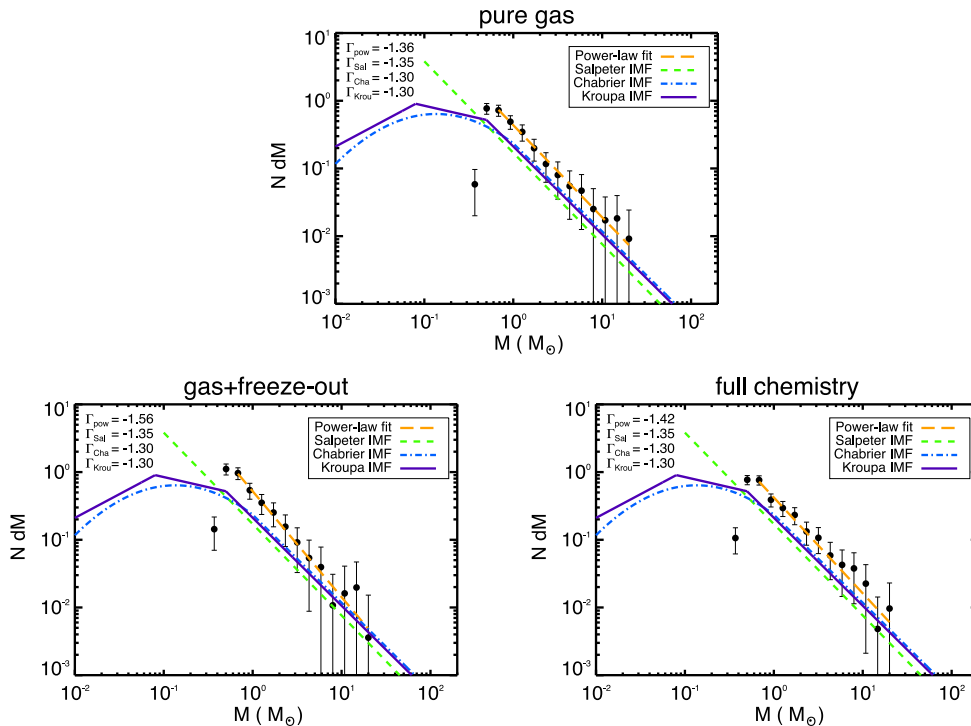 pure gas
Γpow = -1.36
ΓSal = -1.35
ΓCha = -1.30
ΓKrou = -1.30
Power-law fit
Salpeter IMF
Chabrier IMF
Kroupa IMF
10^1
10^0
10^-1
10^-2
10^-3
N dM
10^-2 10^-1 10^0 10^1 10^2
M ( M⊙)
gas+freeze-out
Γpow = -1.56
ΓSal = -1.35
ΓCha = -1.30
ΓKrou = -1.30
Power-law fit
Salpeter IMF
Chabrier IMF
Kroupa IMF
10^1
10^0
10^-1
10^-2
10^-3
N dM
10^-2 10^-1 10^0 10^1 10^2
M ( M⊙)
full chemistry
Γpow = -1.42
ΓSal = -1.35
ΓCha = -1.30
ΓKrou = -1.30
Power-law fit
Salpeter IMF
Chabrier IMF
Kroupa IMF
10^1
10^0
10^-1
10^-2
10^-3
N dM
10^-2 10^-1 10^0 10^1 10^2
M ( M⊙)